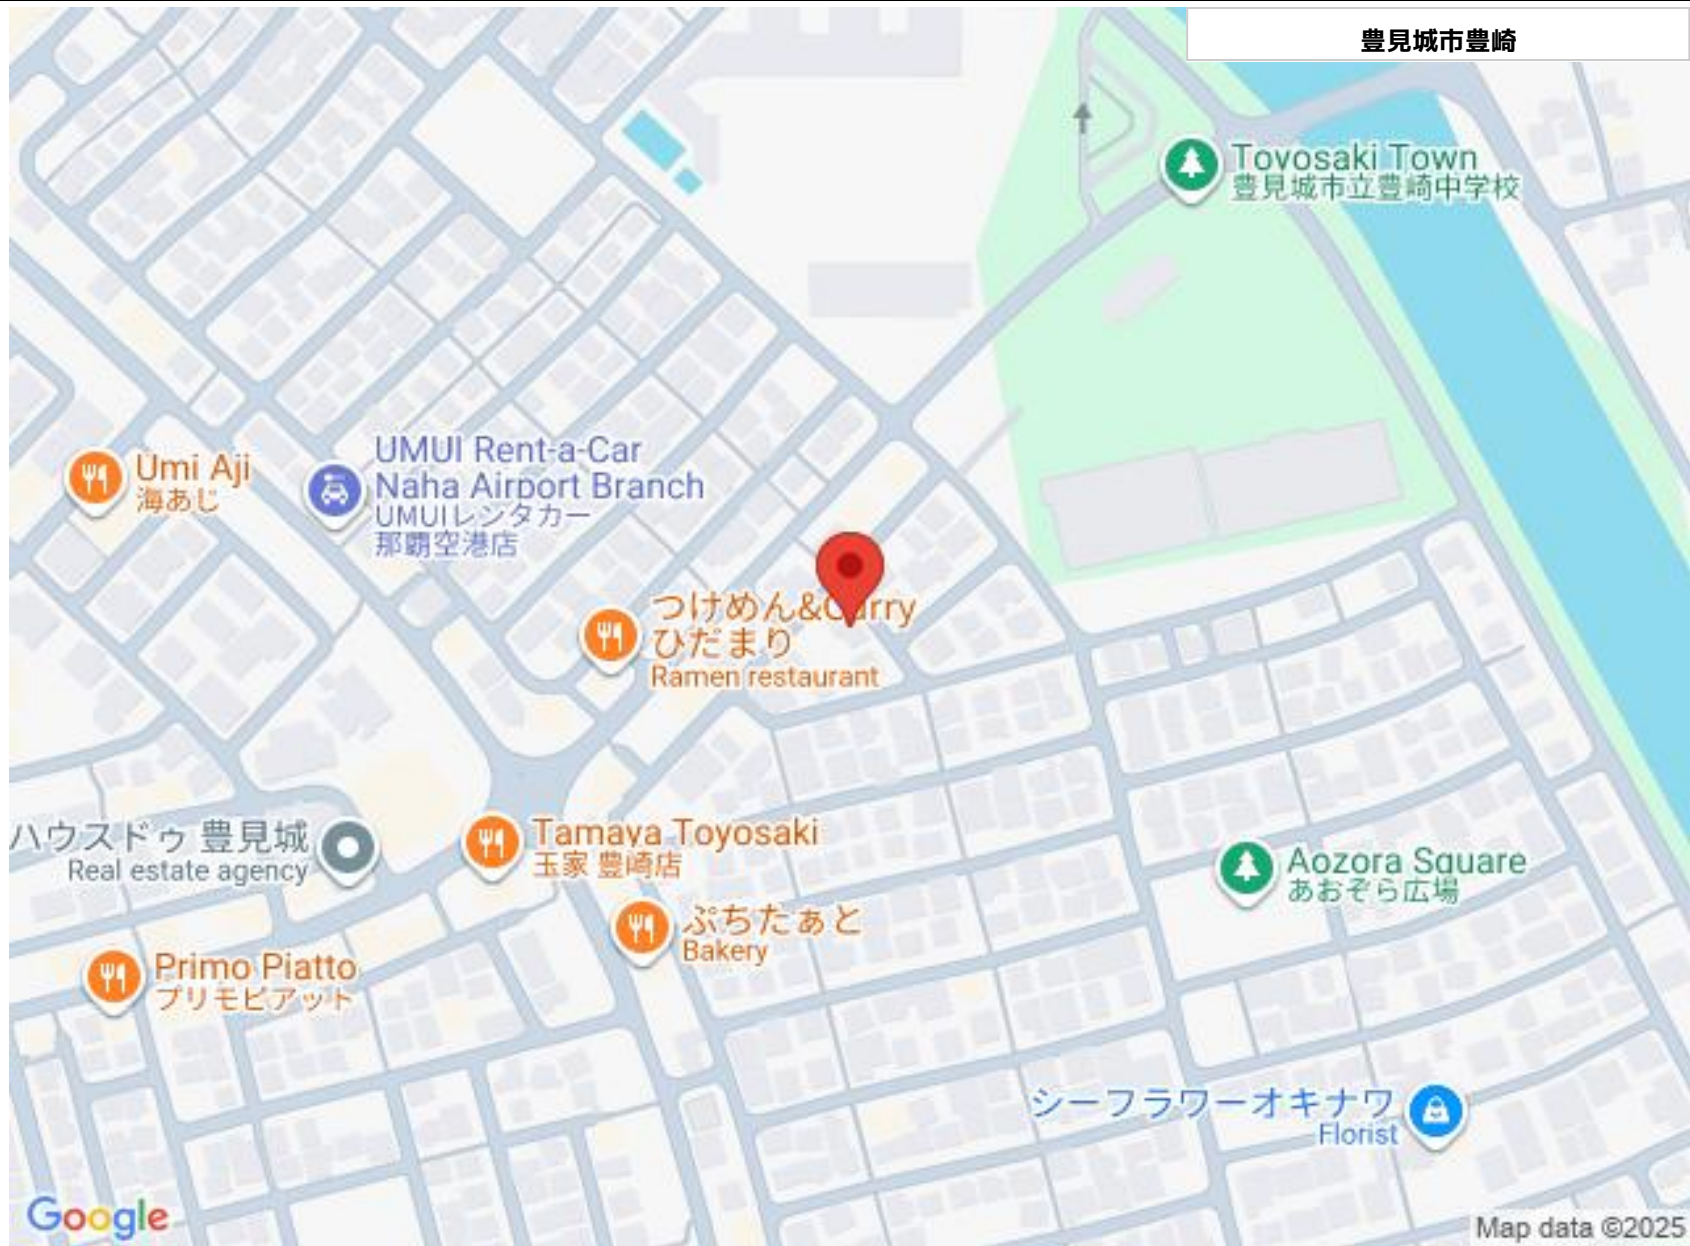 豊見城市豊崎
Toyosaki Town
豊見城市立豊崎中学校
Umi Aji
海あじ
UMUI Rent-a-Car
Naha Airport Branch
UMUIレンタカー
那覇空港店
つけめん&Curry
ひだまり
Ramen restaurant
ハウスドゥ 豊見城
Real estate agency
Tamaya Toyosaki
玉家 豊崎店
Aozora Square
あおぞら広場
ぷちたぁと
Bakery
Primo Piatto
プリモピアット
シーフラワーオキナワ
Florist
Google
Map data ©2025